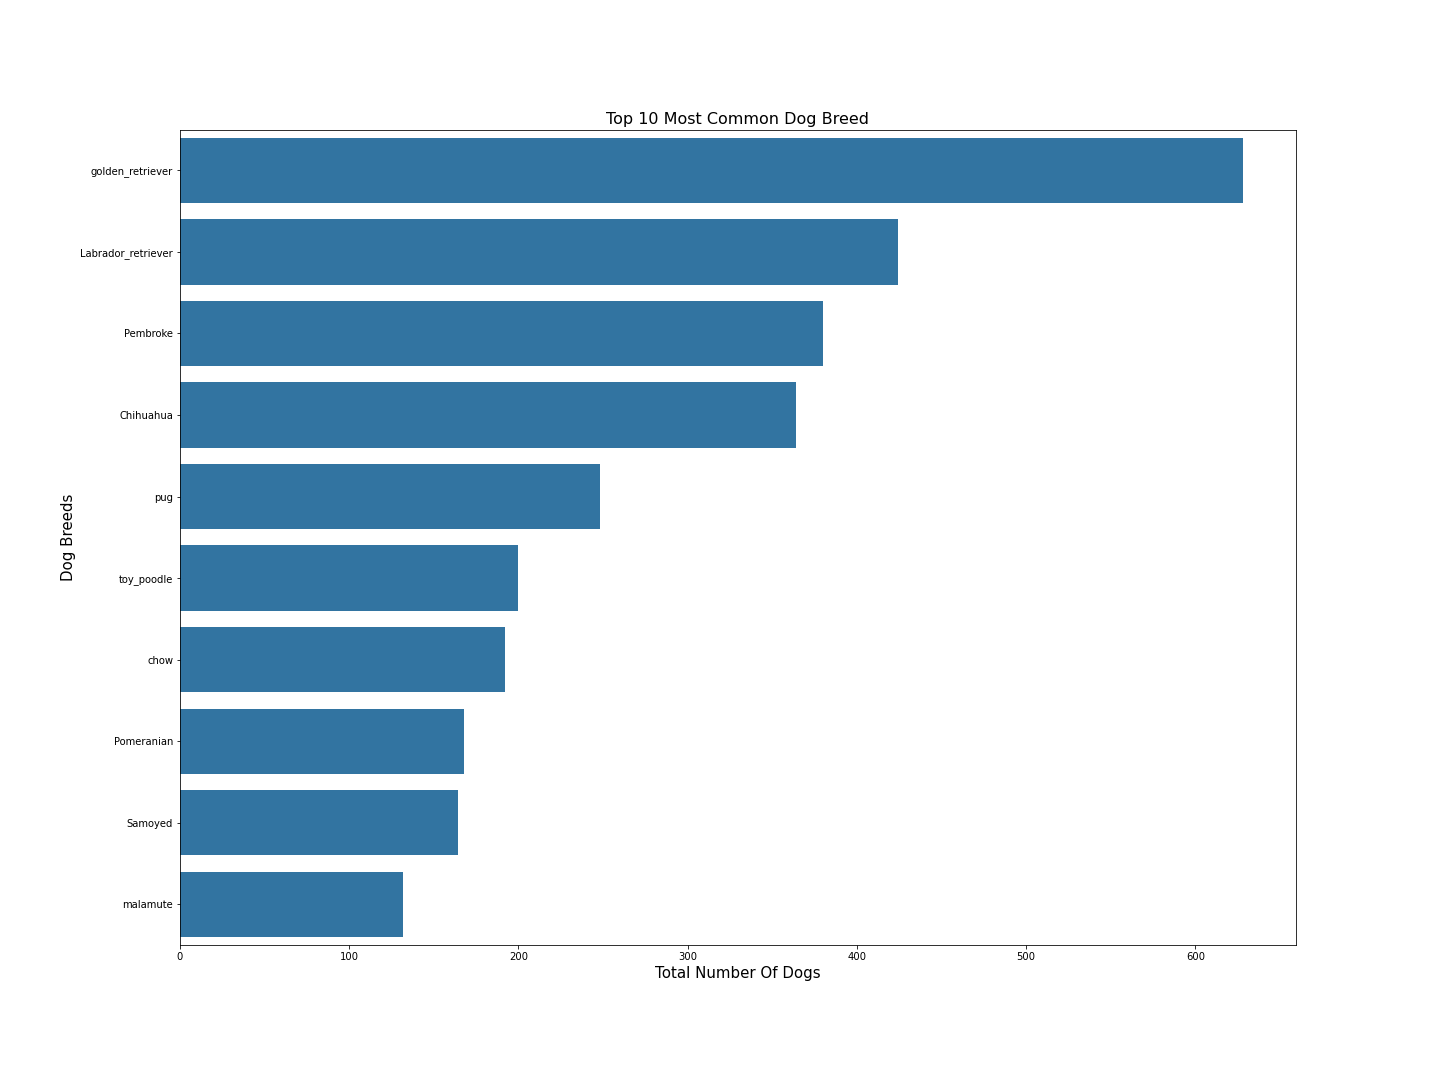 Top 10 Most Common Dog Breed
golden_retriever
Labrador_retriever
Pembroke
Chihuahua
pug
toy_poodle
chow
Pomeranian
Samoyed
malamute
Dog Breeds
0 100 200 300 400 500 600
Total Number Of Dogs